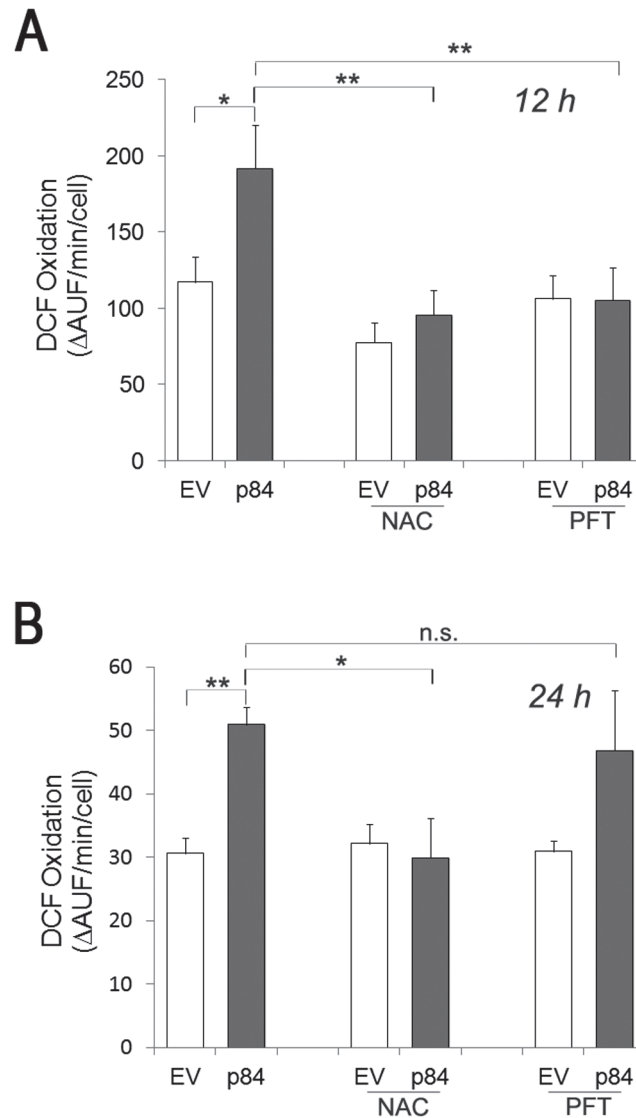 A
**
250
**
12 h
*
200
150
100
50
0
DCF Oxidation
(ΔAUF/min/cell)
EV p84 EV p84 EV p84
NAC PFT
B
n.s.
60
*
24 h
**
50
40
30
20
10
0
DCF Oxidation
(ΔAUF/min/cell)
EV p84 EV p84 EV p84
NAC PFT